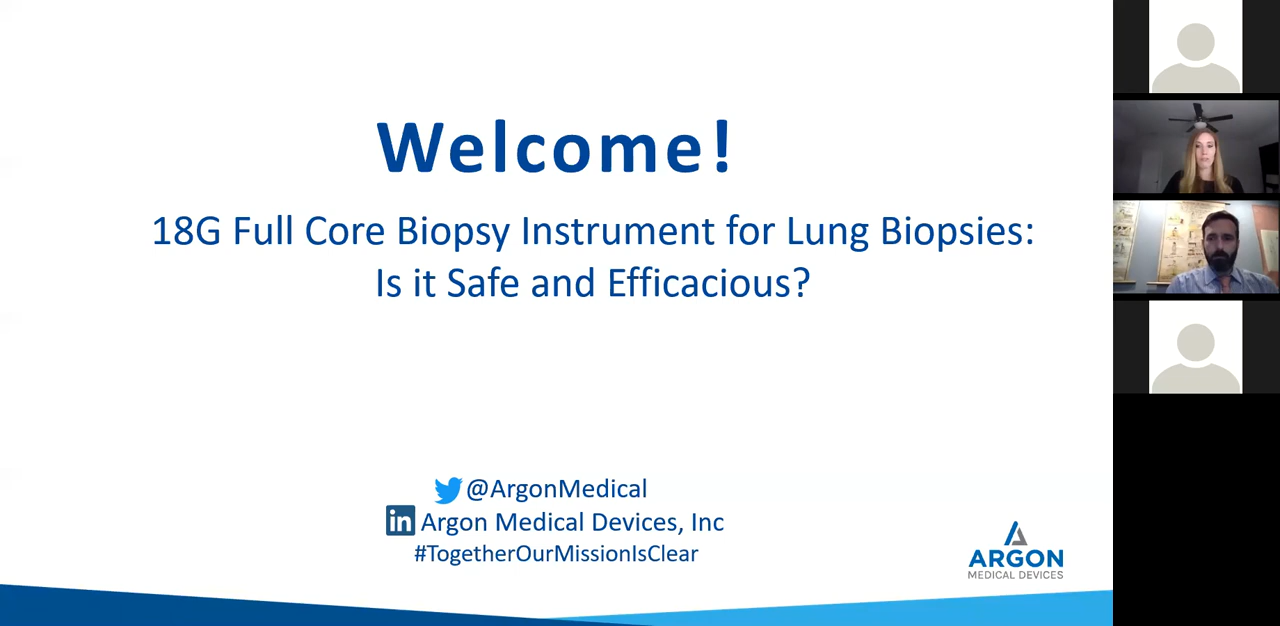 Welcome!
18G Full Core Biopsy Instrument for Lung Biopsies:
Is it Safe and Efficacious?
@ArgonMedical
in Argon Medical Devices, Inc
#TogetherOurMissionIsClear
ARGON
MEDICAL DEVICES